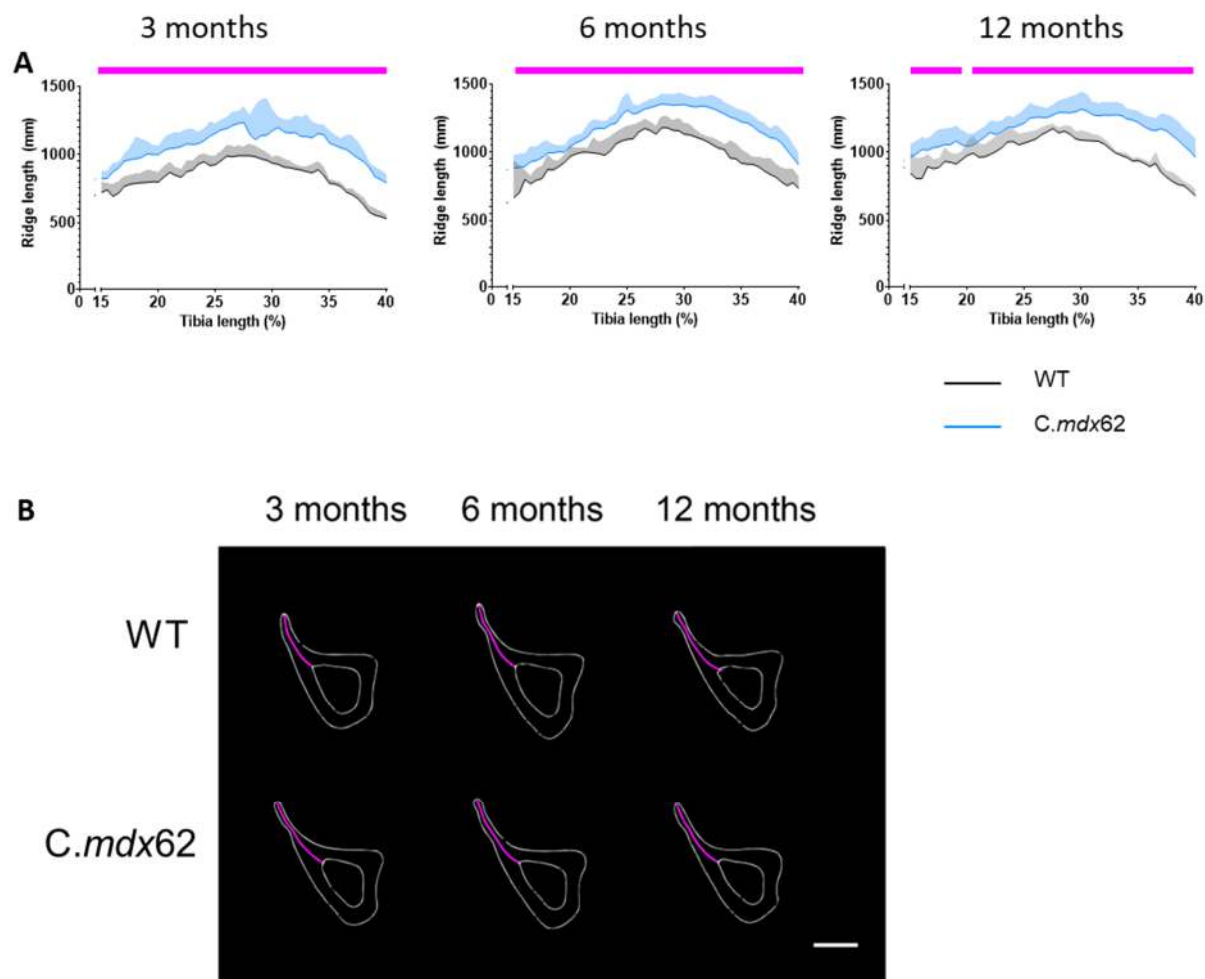 3 months 6 months 12 months
A
1500 1500 1500
1000 1000 1000
500 500 500
0 0 0
Ridge length (mm) Ridge length (mm) Ridge length (mm)
0 15 20 25 30 35 40 0 15 20 25 30 35 40 0 15 20 25 30 35 40
Tibia length (%) Tibia length (%) Tibia length (%)
WT
C.mdx62
B
3 months 6 months 12 months
WT
C.mdx62